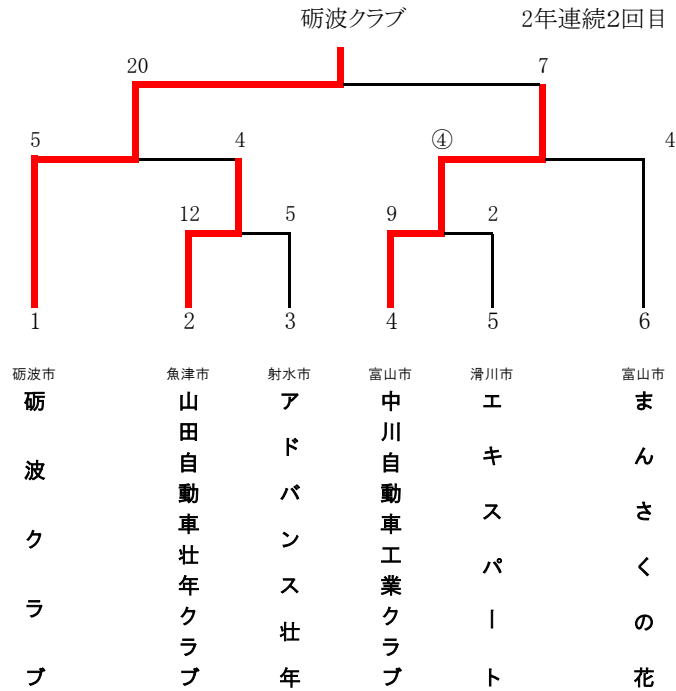 砺波クラブ 2年連続2回目
20 7
5 4 ④ 4
12 5 9 2
1 2 3 4 5 6
砺波市 魚津市 射水市 富山市 滑川市 富山市
砺波クラブ
山田自動車壮年クラブ
アドバンス壮年
中川自動車工業クラブ
エキスパート
まんさくの花